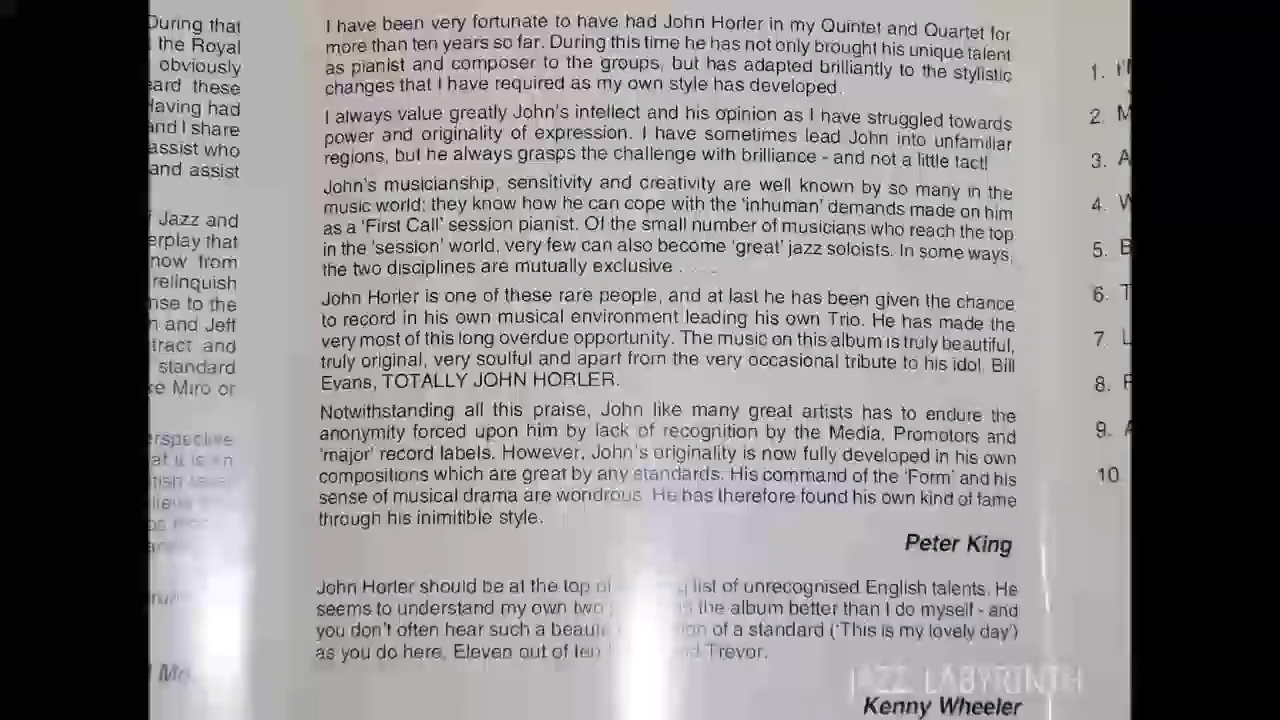 During that
the Royal
obviously
Having had
and I share
assist who
and assist
Jazz and
now from
relinquish
to the
and Jeff
and
standard
Miro or
I have been very fortunate to have had John Horler in my Quintet and Quartet for
more than ten years so far. During this time he has not only brought his unique talent
as pianist and composer to the groups, but has adapted brilliantly to the stylistic
changes that I have required as my own style has developed.
I always value greatly John's intellect and his opinion as I have struggled towards
power and originality of expression. I have sometimes lead John into unfamiliar
regions, but he always grasps the challenge with brilliance - and not a little tact!
John's musicianship, sensitivity and creativity are well known by so many in the
music world; they know how he can cope with the 'inhuman' demands made on him
as a 'First Call' session pianist. Of the small number of musicians who reach the top
in the 'session' world, very few can also become 'great' jazz soloists. In some ways,
the two disciplines are mutually exclusive . . . .
John Horler is one of these rare people, and at last he has been given the chance
to record in his own musical environment leading his own Trio. He has made the
very most of this long overdue opportunity. The music on this album is truly beautiful,
truly original, very soulful and apart from the very occasional tribute to his idol, Bill
Evans, TOTALLY JOHN HORLER.
Notwithstanding all this praise, John like many great artists has to endure the
anonymity forced upon him by lack of recognition by the Media, Promotors and
'major' record labels. However, John's originality is now fully developed in his own
compositions which are great by any standards. His command of the 'Form' and his
sense of musical drama are wondrous. He has therefore found his own kind of fame
through his inimitible style.
Peter King
John Horler should be at the top of list of unrecognised English talents. He
seems to understand my own two the album better than I do myself - and
you don't often hear such a of a standard ('This is my lovely day')
as you do here. Eleven out of ten Trevor.
Kenny Wheeler
1.
2.
3.
4.
5.
6.
7.
8.
9.
10
JAZZ LABYRINTH